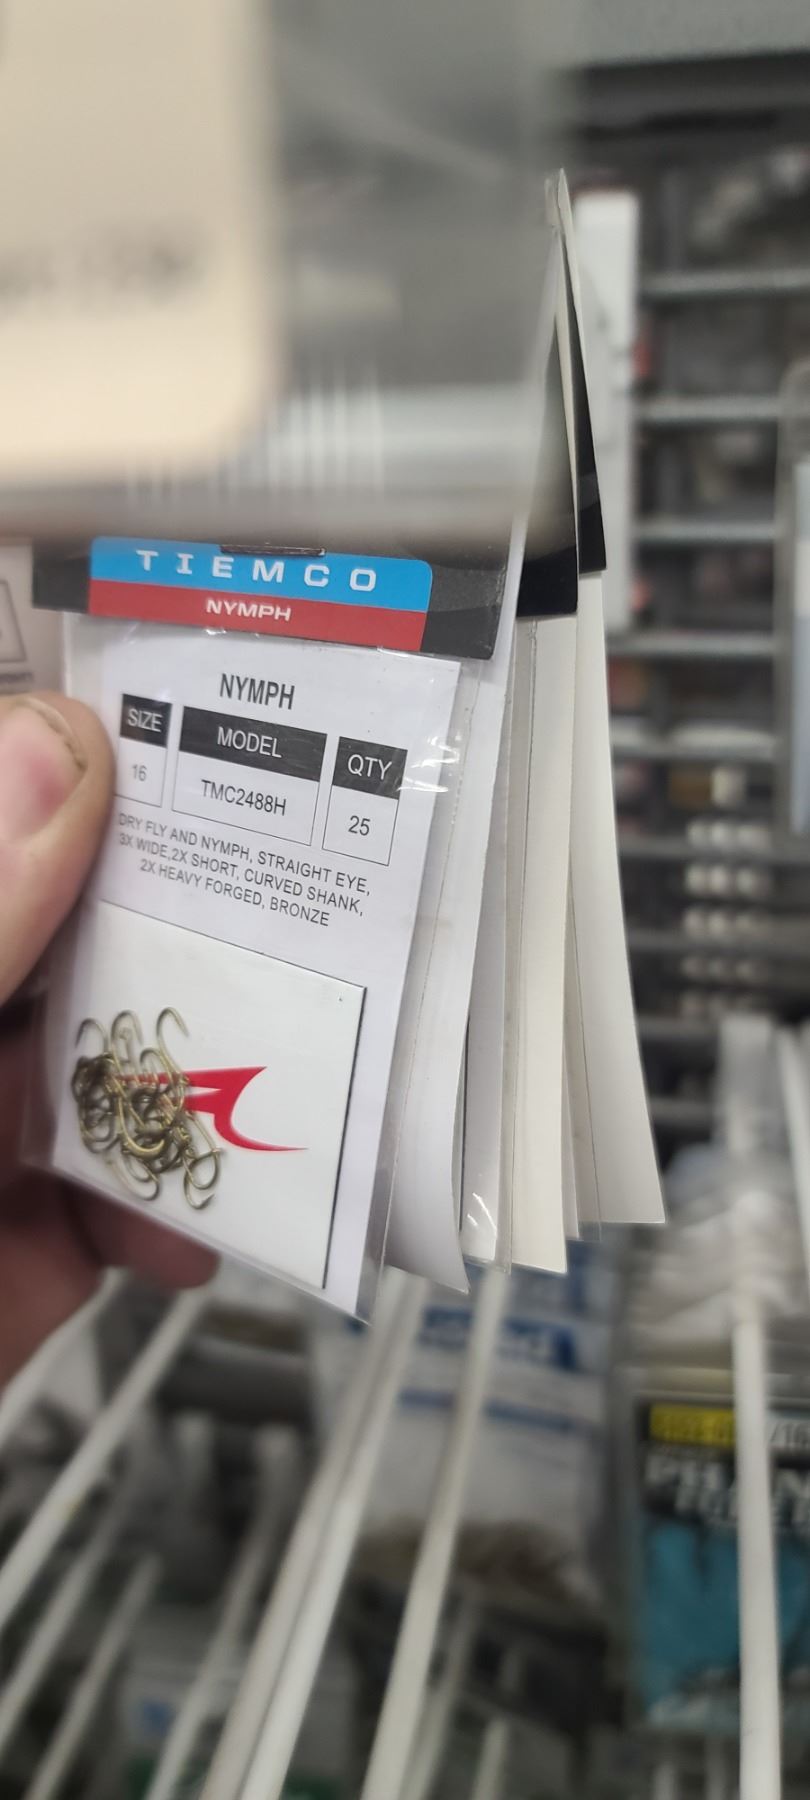 TIEMCO
NYMPH
NYMPH
SIZE MODEL QTY
16 TMC2488H 25
DRY FLY AND NYMPH, STRAIGHT EYE,
3X WIDE,2X SHORT, CURVED SHANK,
2X HEAVY FORGED, BRONZE